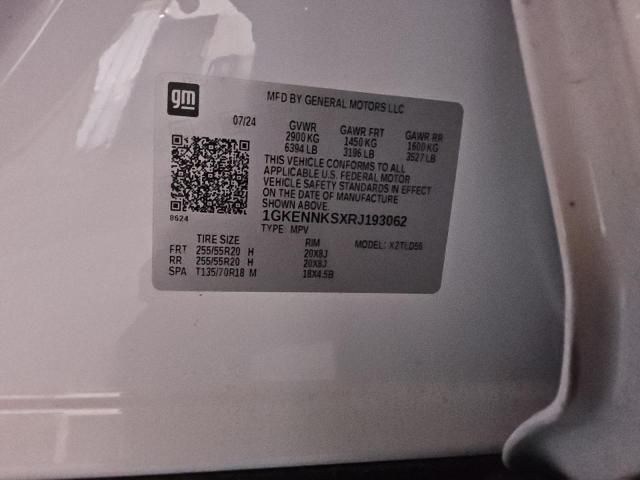 gm
MFD BY GENERAL MOTORS LLC
07/24
GVWR GAWR FRT GAWR RR
2900 KG 1450 KG 1600 KG
6394 LB 3196 LB 3527 LB
THIS VEHICLE CONFORMS TO ALL
APPLICABLE U.S. FEDERAL MOTOR
VEHICLE SAFETY STANDARDS IN EFFECT
ON THE DATE OF MANUFACTURE
SHOWN ABOVE.
8624
1GKENNKSXRJ193062
TYPE: MPV
TIRE SIZE RIM MODEL: X2TLD56
FRT 255/55R20 H 20X8J
RR 255/55R20 H 20X8J
SPA T135/70R18 M 18X4.5B